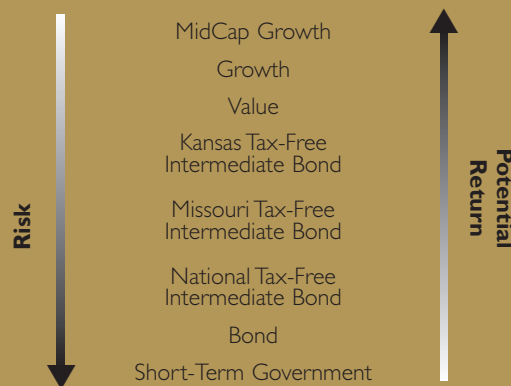 MidCap Growth
Growth
Value
Kansas Tax-Free
Intermediate Bond
Missouri Tax-Free
Intermediate Bond
National Tax-Free
Intermediate Bond
Bond
Short-Term Government
Risk
Potential
Return